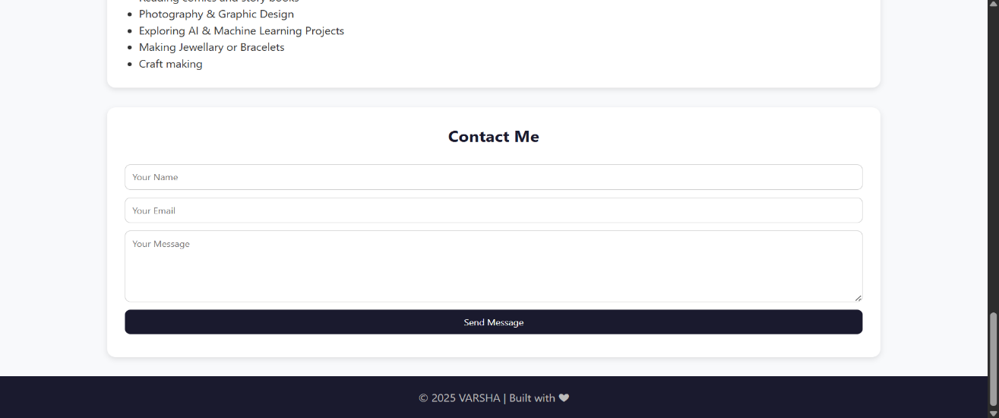 Reading comics and story books
Photography & Graphic Design
Exploring AI & Machine Learning Projects
Making Jewellary or Bracelets
Craft making
Contact Me
Your Name
Your Email
Your Message
Send Message
© 2025 VARSHA | Built with ❤